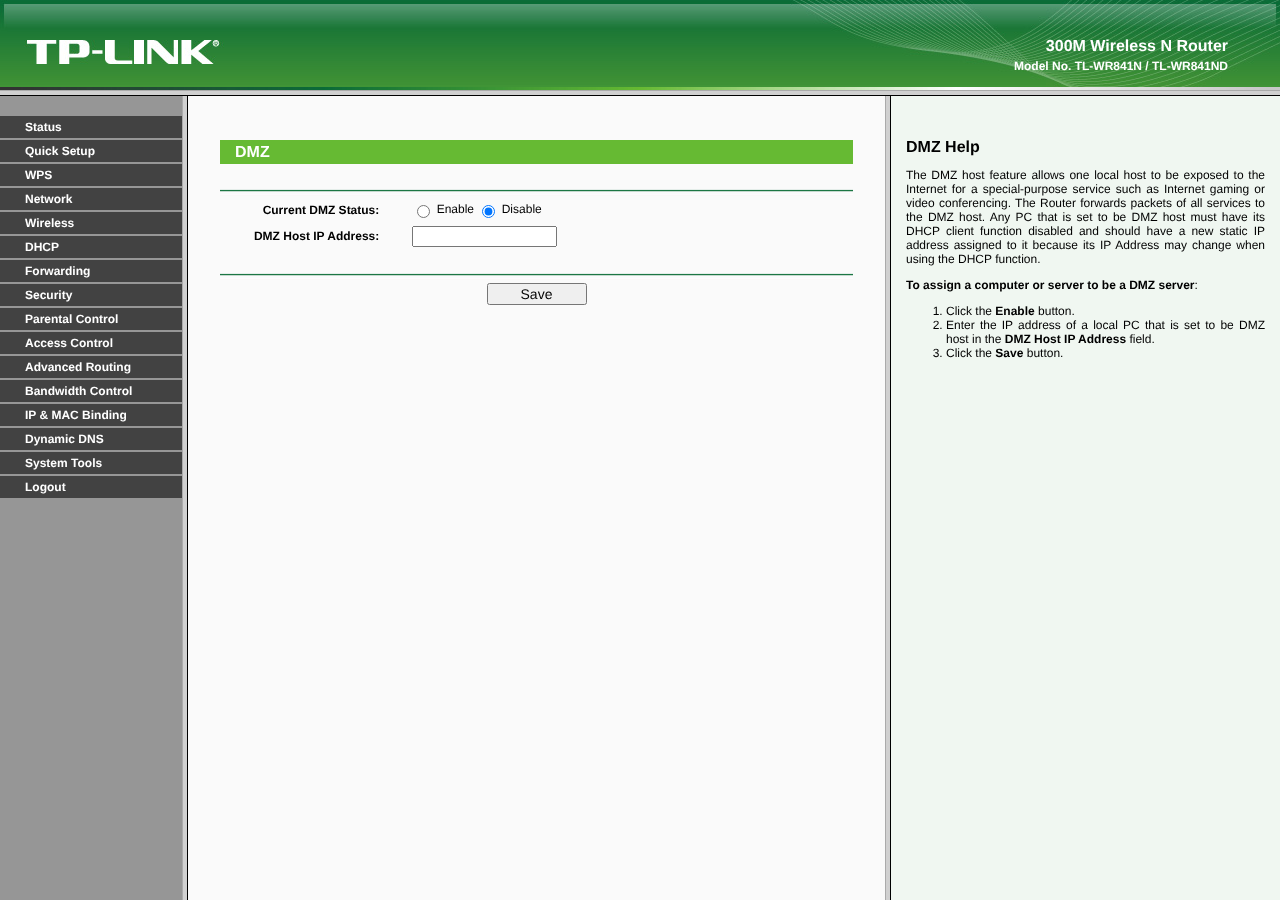 TP-LINK®
300M Wireless N Router
Model No. TL-WR841N / TL-WR841ND
Status
Quick Setup
WPS
Network
Wireless
DHCP
Forwarding
Security
Parental Control
Access Control
Advanced Routing
Bandwidth Control
IP & MAC Binding
Dynamic DNS
System Tools
Logout
DMZ
Current DMZ Status: Enable Disable
DMZ Host IP Address:
Save
DMZ Help
The DMZ host feature allows one local host to be exposed to the
Internet for a special-purpose service such as Internet gaming or
video conferencing. The Router forwards packets of all services to
the DMZ host. Any PC that is set to be DMZ host must have its
DHCP client function disabled and should have a new static IP
address assigned to it because its IP Address may change when
using the DHCP function.
To assign a computer or server to be a DMZ server:
1. Click the Enable button.
2. Enter the IP address of a local PC that is set to be DMZ
host in the DMZ Host IP Address field.
3. Click the Save button.